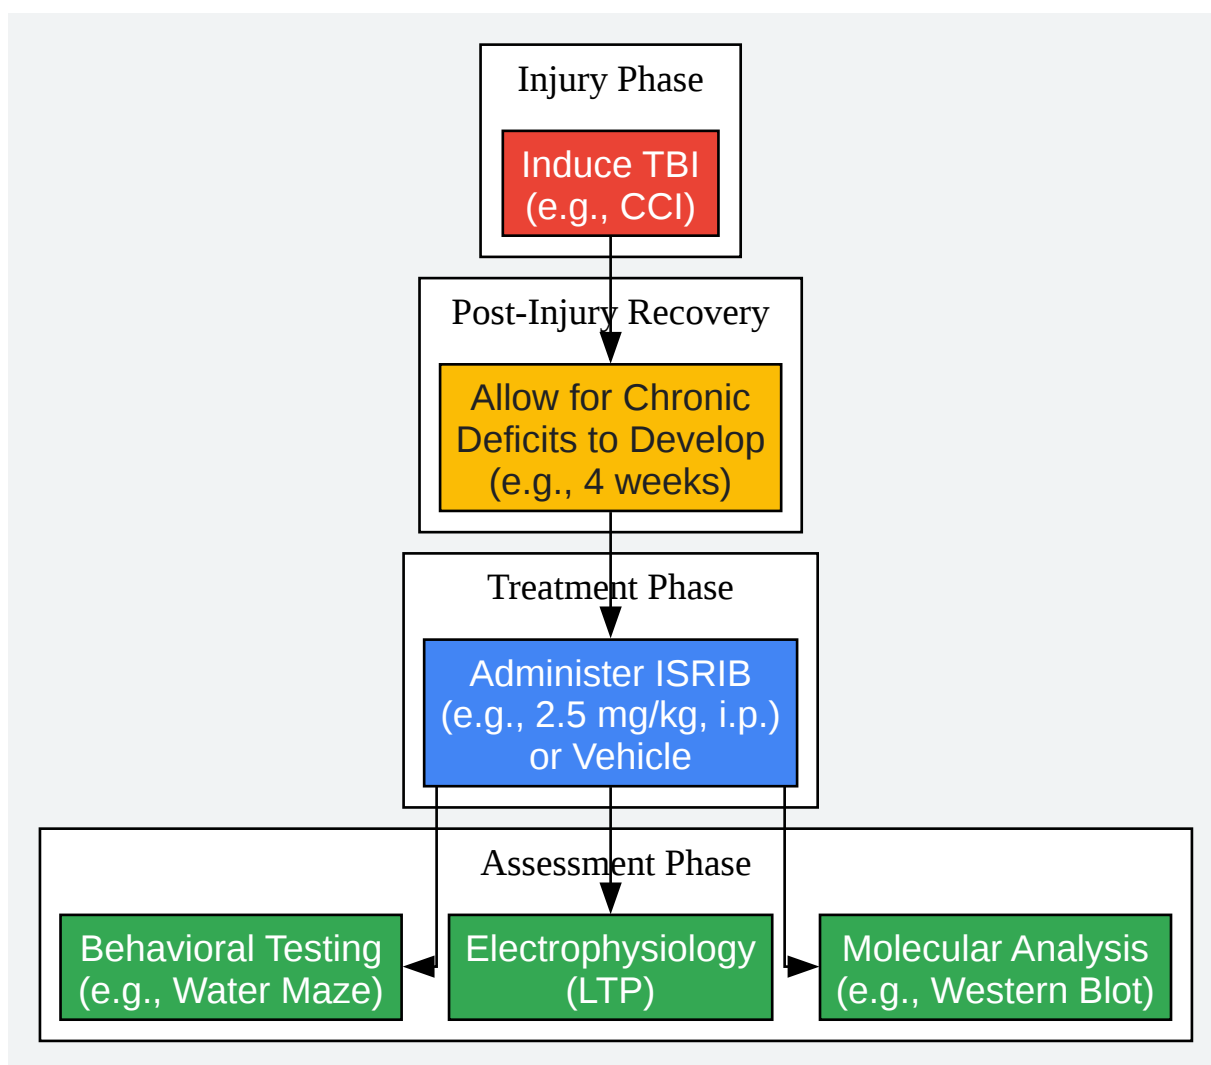 Injury Phase
Induce TBI
(e.g., CCI)
Post-Injury Recovery
Allow for Chronic
Deficits to Develop
(e.g., 4 weeks)
Treatment Phase
Administer ISRIB
(e.g., 2.5 mg/kg, i.p.)
or Vehicle
Assessment Phase
Behavioral Testing
(e.g., Water Maze)
Electrophysiology
(LTP)
Molecular Analysis
(e.g., Western Blot)